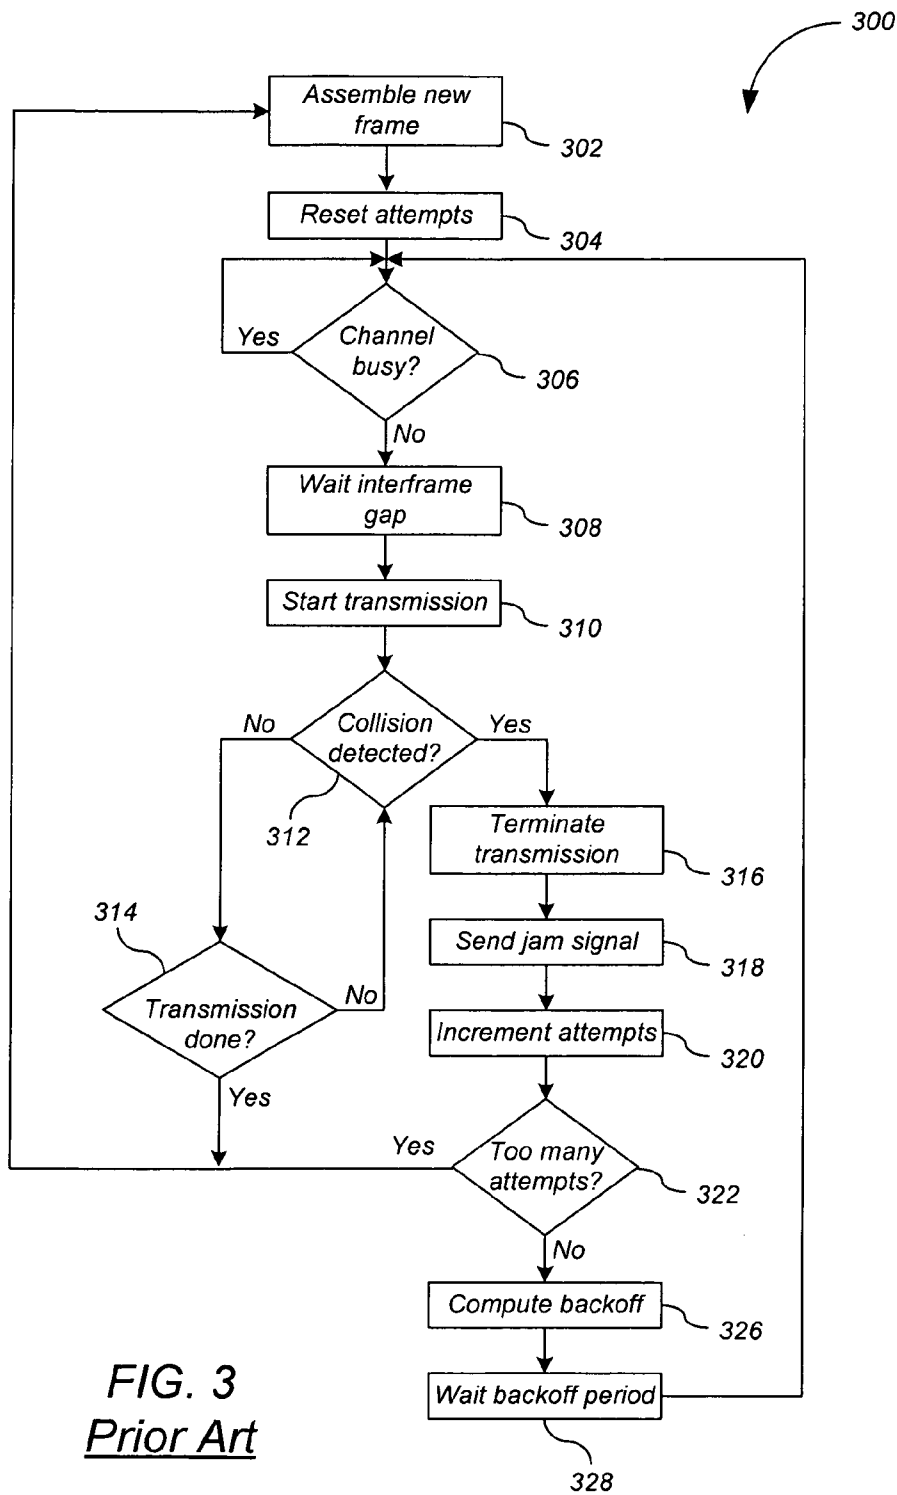 300
Assemble new
frame
302
Reset attempts
304
Yes
Channel
busy?
306
No
Wait interframe
gap
308
Start transmission
310
No
Collision
detected?
Yes
312
Terminate
transmission
316
314
Send jam signal
318
Transmission
done?
No
Increment attempts
320
Yes
Yes
Too many
attempts?
322
No
Compute backoff
326
Wait backoff period
328
FIG. 3
Prior Art